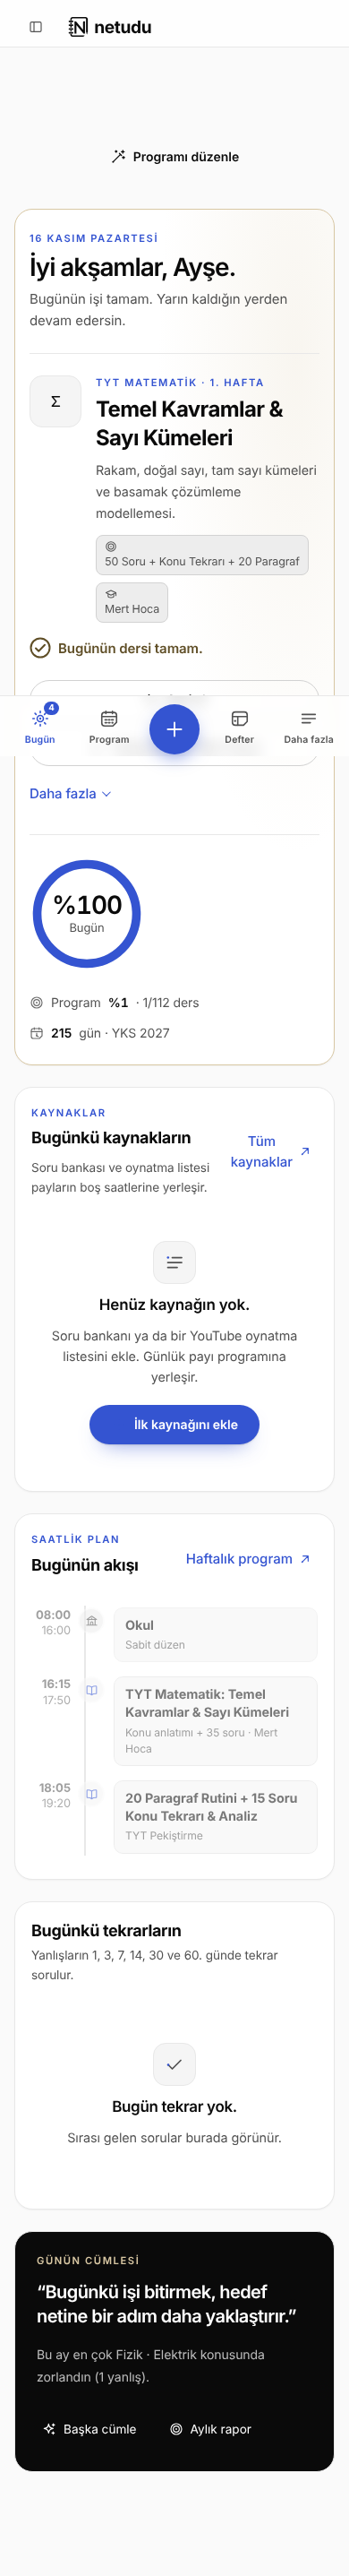 netudu
Programı düzenle
16 KASIM PAZARTESİ
İyi akşamlar, Ayşe.
Bugünün işi tamam. Yarın kaldığın yerden
devam edersin.
Σ
TYT MATEMATİK · 1. HAFTA
Temel Kavramlar &
Sayı Kümeleri
Rakam, doğal sayı, tam sayı kümeleri
ve basamak çözümleme
modellemesi.
50 Soru + Konu Tekrarı + 20 Paragraf
Mert Hoca
Bugünün dersi tamam.
4
Bugün
Program
Defter
Daha fazla
Daha fazla
%100
Bugün
Program %1 · 1/112 ders
215 gün · YKS 2027
KAYNAKLAR
Bugünkü kaynakların
Soru bankası ve oynatma listesi
payların boş saatlerine yerleşir.
Tüm
kaynaklar
Henüz kaynağın yok.
Soru bankanı ya da bir YouTube oynatma
listesini ekle. Günlük payı programına
yerleşir.
İlk kaynağını ekle
SAATLİK PLAN
Bugünün akışı
Haftalık program
08:00
16:00
Okul
Sabit düzen
16:15
17:50
TYT Matematik: Temel
Kavramlar & Sayı Kümeleri
Konu anlatımı + 35 soru · Mert
Hoca
18:05
19:20
20 Paragraf Rutini + 15 Soru
Konu Tekrarı & Analiz
TYT Pekiştirme
Bugünkü tekrarların
Yanlışların 1, 3, 7, 14, 30 ve 60. günde tekrar
sorulur.
Bugün tekrar yok.
Sırası gelen sorular burada görünür.
GÜNÜN CÜMLESİ
“Bugünkü işi bitirmek, hedef
netine bir adım daha yaklaştırır.”
Bu ay en çok Fizik · Elektrik konusunda
zorlandın (1 yanlış).
Başka cümle
Aylık rapor